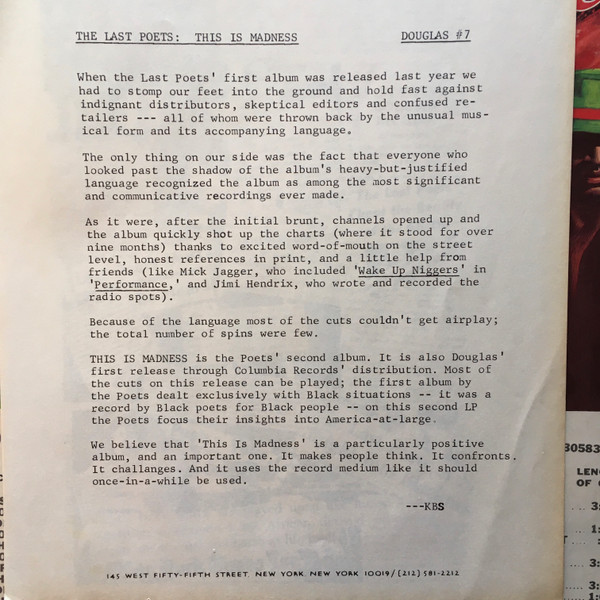 THE LAST POETS: THIS IS MADNESS DOUGLAS #7
When the Last Poets' first album was released last year we
had to stomp our feet into the ground and hold fast against
indignant distributors, skeptical editors and confused re-
tailers --- all of whom were thrown back by the unusual mus-
ical form and its accompanying language.
The only thing on our side was the fact that everyone who
looked past the shadow of the album's heavy-but-justified
language recognized the album as among the most significant
and communicative recordings ever made.
As it were, after the initial brunt, channels opened up and
the album quickly shot up the charts (where it stood for over
nine months) thanks to excited word-of-mouth on the street
level, honest references in print, and a little help from
friends (like Mick Jagger, who included 'Wake Up Niggers' in
'Performance,' and Jimi Hendrix, who wrote and recorded the
radio spots).
Because of the language most of the cuts couldn't get airplay;
the total number of spins were few.
THIS IS MADNESS is the Poets' second album. It is also Douglas'
first release through Columbia Records' distribution. Most of
the cuts on this release can be played; the first album by
the Poets dealt exclusively with Black situations -- it was a
record by Black poets for Black people -- on this second LP
the Poets focus their insights into America-at-large.
We believe that 'This Is Madness' is a particularly positive
album, and an important one. It makes people think. It confronts.
It challanges. And it uses the record medium like it should
once-in-a-while be used.
---KBS
145 WEST FIFTY-FIFTH STREET, NEW YORK, NEW YORK 10019/(212) 581-2212
30583
LEN
OF
3:
1:
3:
3:
1: